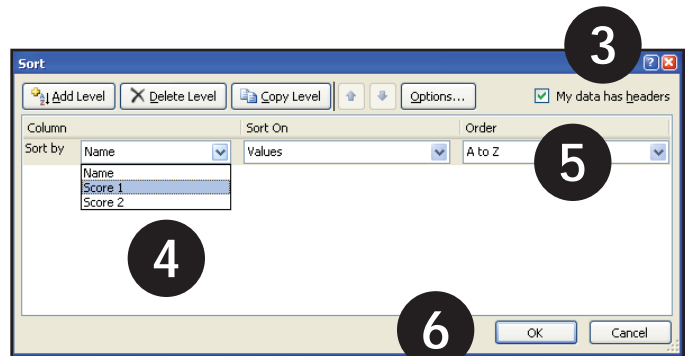 3
Sort
Add Level Delete Level Copy Level Options... My data has headers
Column Sort On Order
Sort by Name Values A to Z
5
Name
Score 1
Score 2
4
6
OK Cancel